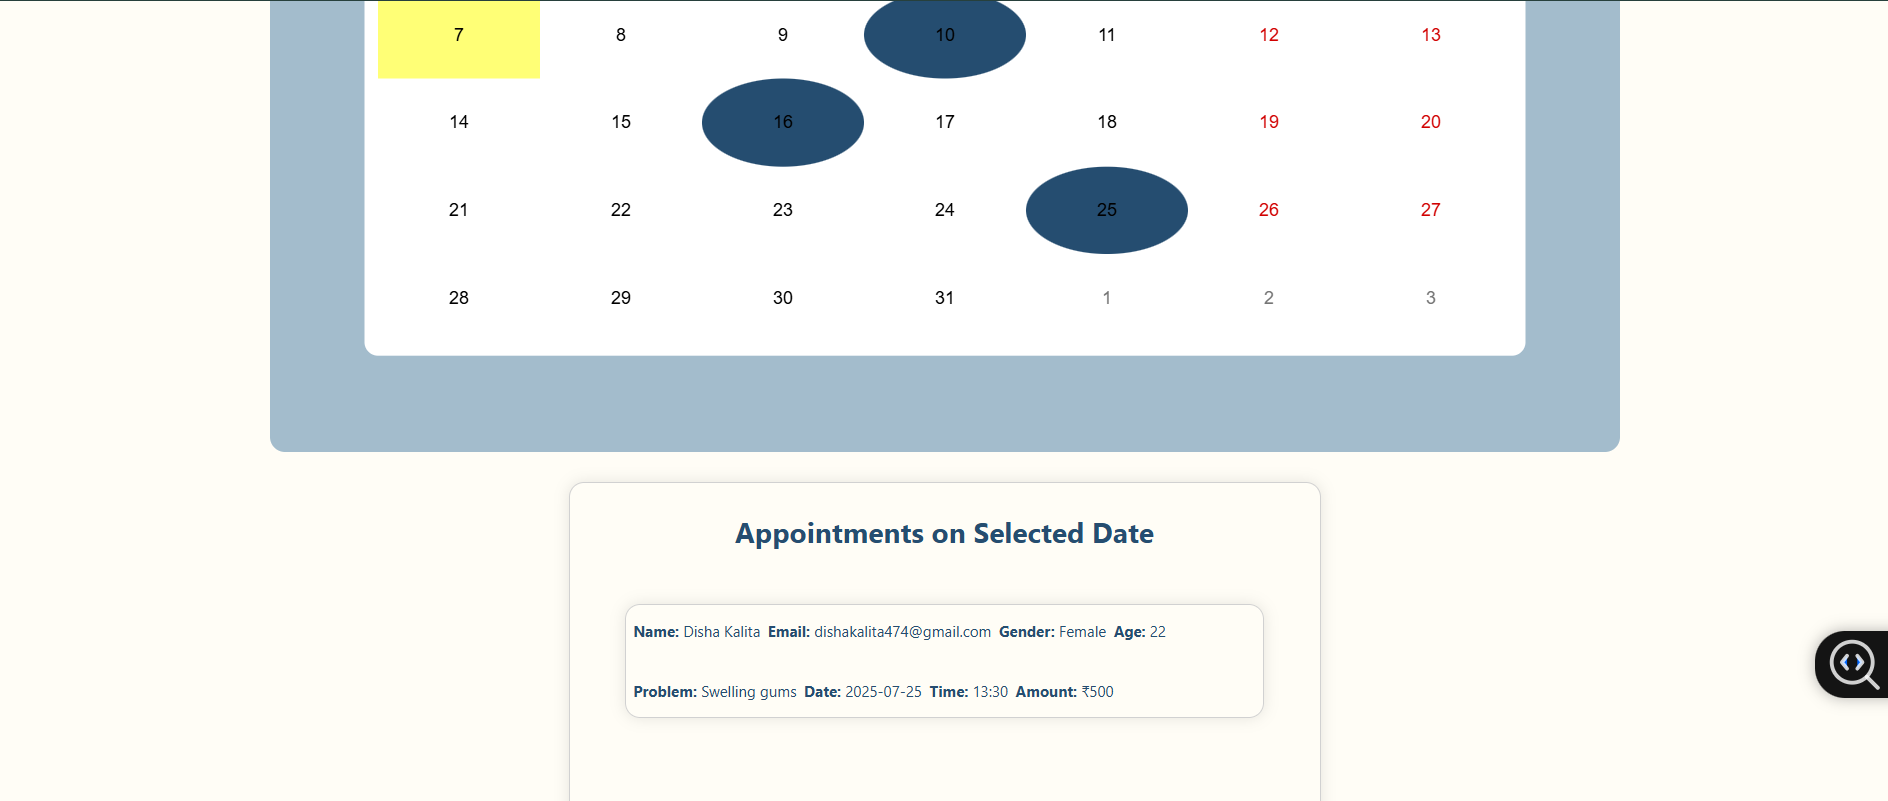 7 8 9 10 11 12 13
14 15 16 17 18 19 20
21 22 23 24 25 26 27
28 29 30 31 1 2 3
Appointments on Selected Date
Name: Disha Kalita Email: dishakalita474@gmail.com Gender: Female Age: 22
Problem: Swelling gums Date: 2025-07-25 Time: 13:30 Amount: ₹500